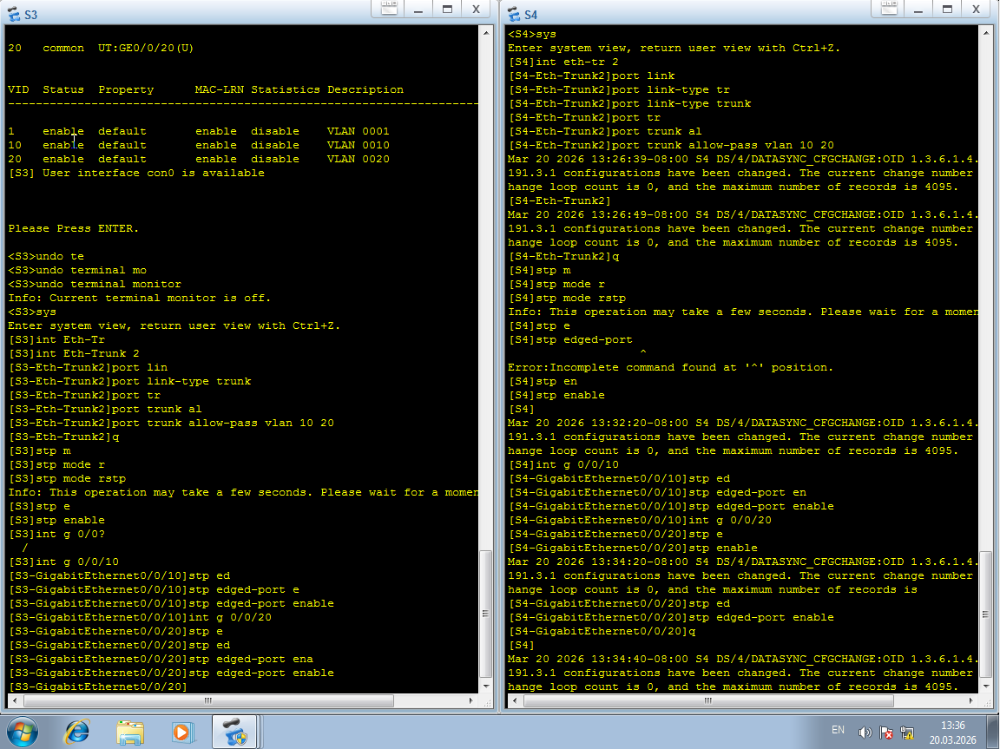 S3
20   common  UT:GE0/0/20(U)
VID  Status  Property      MAC-LRN Statistics Description
--------------------------------------------------------------------
1    enable  default       enable  disable    VLAN 0001
10   enable  default       enable  disable    VLAN 0010
20   enable  default       enable  disable    VLAN 0020
[S3] User interface con0 is available
Please Press ENTER.
<S3>undo te
<S3>undo terminal mo
<S3>undo terminal monitor
Info: Current terminal monitor is off.
<S3>sys
Enter system view, return user view with Ctrl+Z.
[S3]int Eth-Tr
[S3]int Eth-Trunk 2
[S3-Eth-Trunk2]port lin
[S3-Eth-Trunk2]port link-type trunk
[S3-Eth-Trunk2]port tr
[S3-Eth-Trunk2]port trunk al
[S3-Eth-Trunk2]port trunk allow-pass vlan 10 20
[S3-Eth-Trunk2]q
[S3]stp m
[S3]stp mode r
[S3]stp mode rstp
Info: This operation may take a few seconds. Please wait for a momen
[S3]stp e
[S3]stp enable
[S3]int g 0/0?
/
[S3]int g 0/0/10
[S3-GigabitEthernet0/0/10]stp ed
[S3-GigabitEthernet0/0/10]stp edged-port e
[S3-GigabitEthernet0/0/10]stp edged-port enable
[S3-GigabitEthernet0/0/10]int g 0/0/20
[S3-GigabitEthernet0/0/20]stp e
[S3-GigabitEthernet0/0/20]stp ed
[S3-GigabitEthernet0/0/20]stp edged-port ena
[S3-GigabitEthernet0/0/20]stp edged-port enable
[S3-GigabitEthernet0/0/20]
S4
<S4>sys
Enter system view, return user view with Ctrl+Z.
[S4]int eth-tr 2
[S4-Eth-Trunk2]port link
[S4-Eth-Trunk2]port link-type tr
[S4-Eth-Trunk2]port link-type trunk
[S4-Eth-Trunk2]port tr
[S4-Eth-Trunk2]port trunk al
[S4-Eth-Trunk2]port trunk allow-pass vlan 10 20
Mar 20 2026 13:26:39-08:00 S4 DS/4/DATASYNC_CFGCHANGE:OID 1.3.6.1.4.
191.3.1 configurations have been changed. The current change number
hange loop count is 0, and the maximum number of records is 4095.
[S4-Eth-Trunk2]
Mar 20 2026 13:26:49-08:00 S4 DS/4/DATASYNC_CFGCHANGE:OID 1.3.6.1.4.
191.3.1 configurations have been changed. The current change number
hange loop count is 0, and the maximum number of records is 4095.
[S4-Eth-Trunk2]q
[S4]stp m
[S4]stp mode r
[S4]stp mode rstp
Info: This operation may take a few seconds. Please wait for a momen
[S4]stp e
[S4]stp edged-port
^
Error:Incomplete command found at '^' position.
[S4]stp en
[S4]stp enable
[S4]
Mar 20 2026 13:32:20-08:00 S4 DS/4/DATASYNC_CFGCHANGE:OID 1.3.6.1.4.
191.3.1 configurations have been changed. The current change number
hange loop count is 0, and the maximum number of records is 4095.
[S4]int g 0/0/10
[S4-GigabitEthernet0/0/10]stp ed
[S4-GigabitEthernet0/0/10]stp edged-port en
[S4-GigabitEthernet0/0/10]stp edged-port enable
[S4-GigabitEthernet0/0/10]int g 0/0/20
[S4-GigabitEthernet0/0/20]stp e
[S4-GigabitEthernet0/0/20]stp enable
Mar 20 2026 13:34:20-08:00 S4 DS/4/DATASYNC_CFGCHANGE:OID 1.3.6.1.4.
191.3.1 configurations have been changed. The current change number
hange loop count is 0, and the maximum number of records is
[S4-GigabitEthernet0/0/20]stp ed
[S4-GigabitEthernet0/0/20]stp edged-port enable
[S4-GigabitEthernet0/0/20]q
[S4]
Mar 20 2026 13:34:40-08:00 S4 DS/4/DATASYNC_CFGCHANGE:OID 1.3.6.1.4.
191.3.1 configurations have been changed. The current change number
hange loop count is 0, and the maximum number of records is 4095.
EN
13:36
20.03.2026